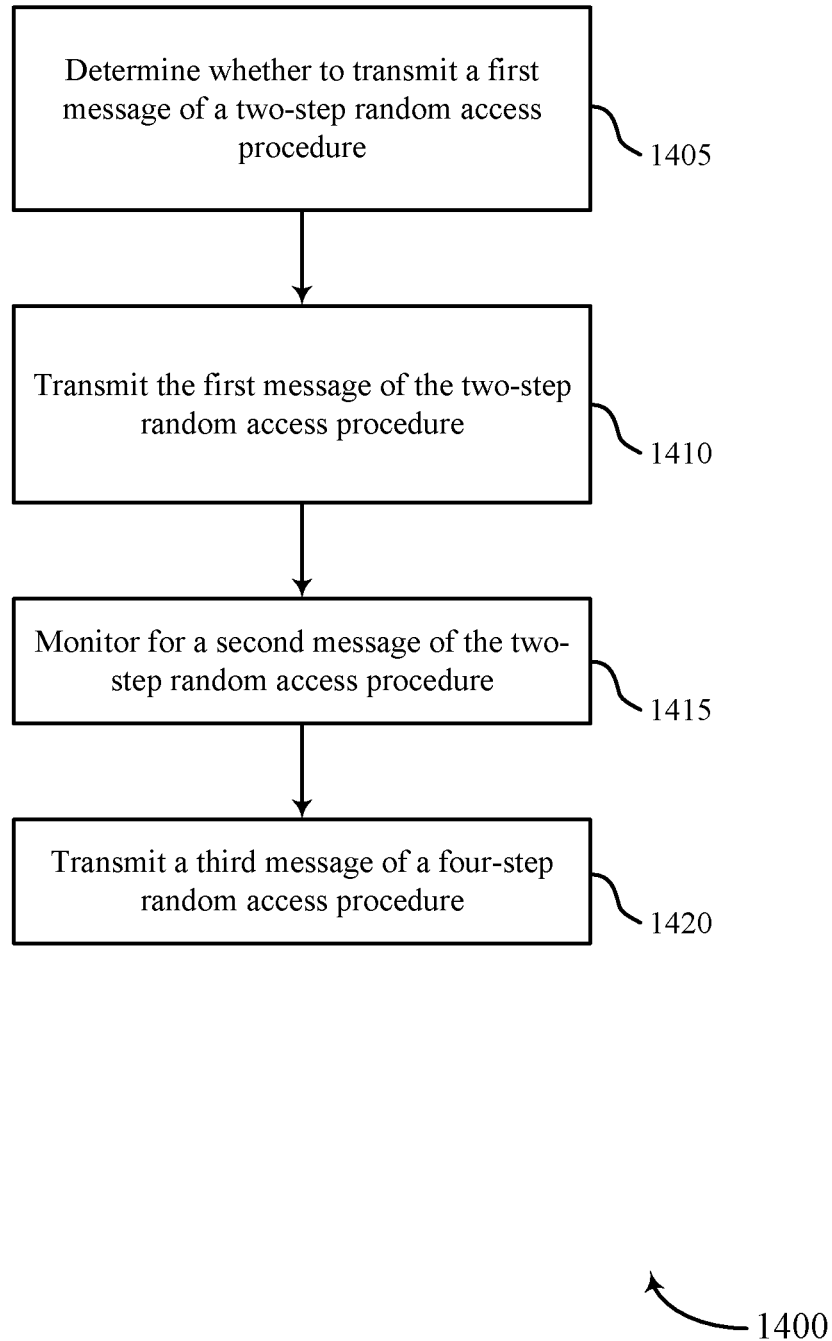 Determine whether to transmit a first
message of a two-step random access
procedure
1405
Transmit the first message of the two-step
random access procedure
1410
Monitor for a second message of the two-
step random access procedure
1415
Transmit a third message of a four-step
random access procedure
1420
1400